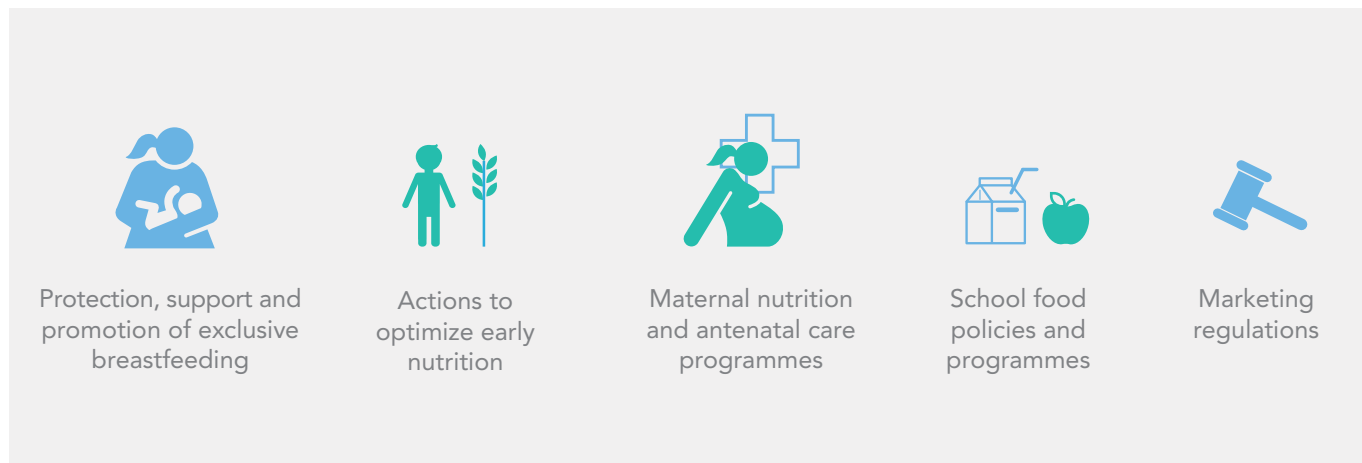 Protection, support and
promotion of exclusive
breastfeeding
Actions to
optimize early
nutrition
Maternal nutrition
and antenatal care
programmes
School food
policies and
programmes
Marketing
regulations